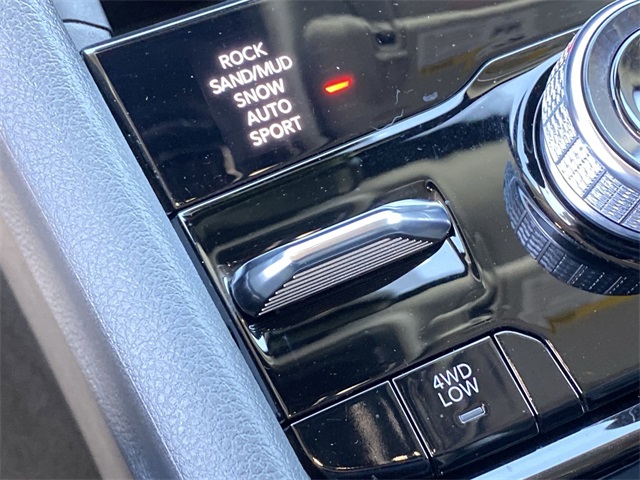 ROCK
SAND/MUD
SNOW
AUTO
SPORT
4WD
LOW